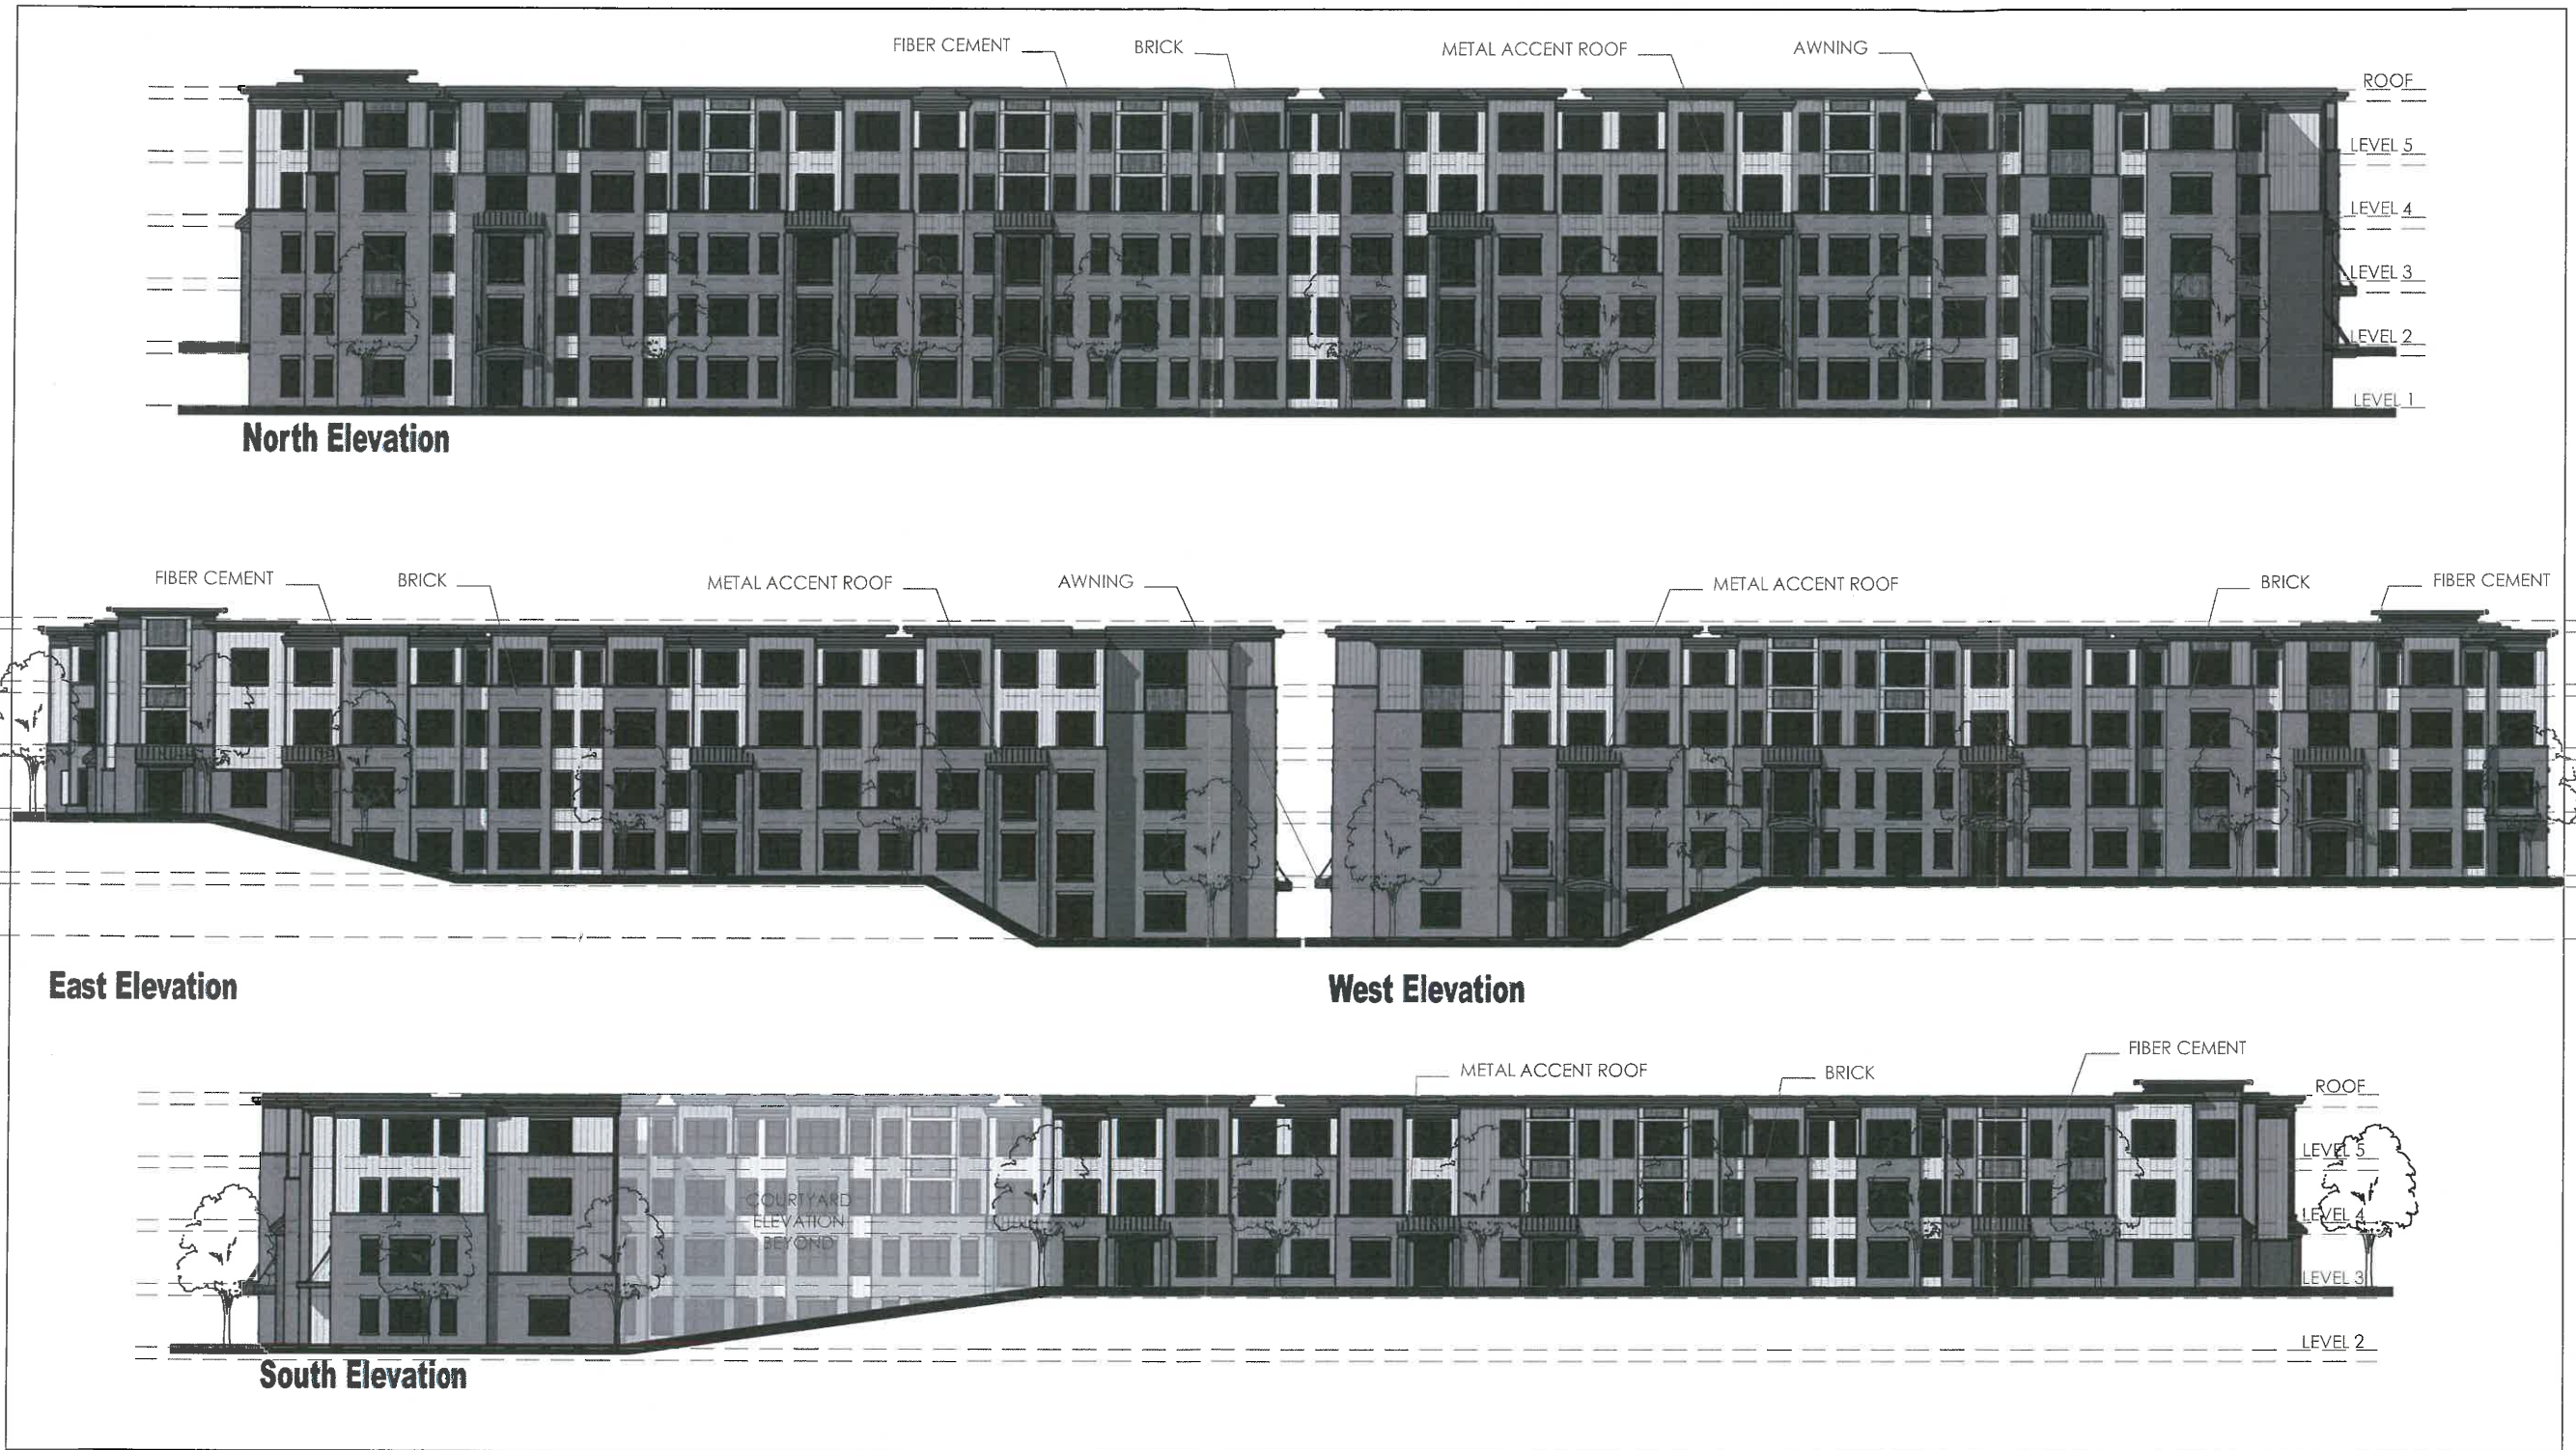 FIBER CEMENT
BRICK
METAL ACCENT ROOF
AWNING
ROOF
LEVEL 5
LEVEL 4
LEVEL 3
LEVEL 2
LEVEL 1
North Elevation
FIBER CEMENT
BRICK
METAL ACCENT ROOF
AWNING
METAL ACCENT ROOF
BRICK
FIBER CEMENT
East Elevation
West Elevation
METAL ACCENT ROOF
BRICK
FIBER CEMENT
ROOF
LEVEL 5
COURTYARD
ELEVATION
BEYOND
LEVEL 4
LEVEL 3
LEVEL 2
South Elevation